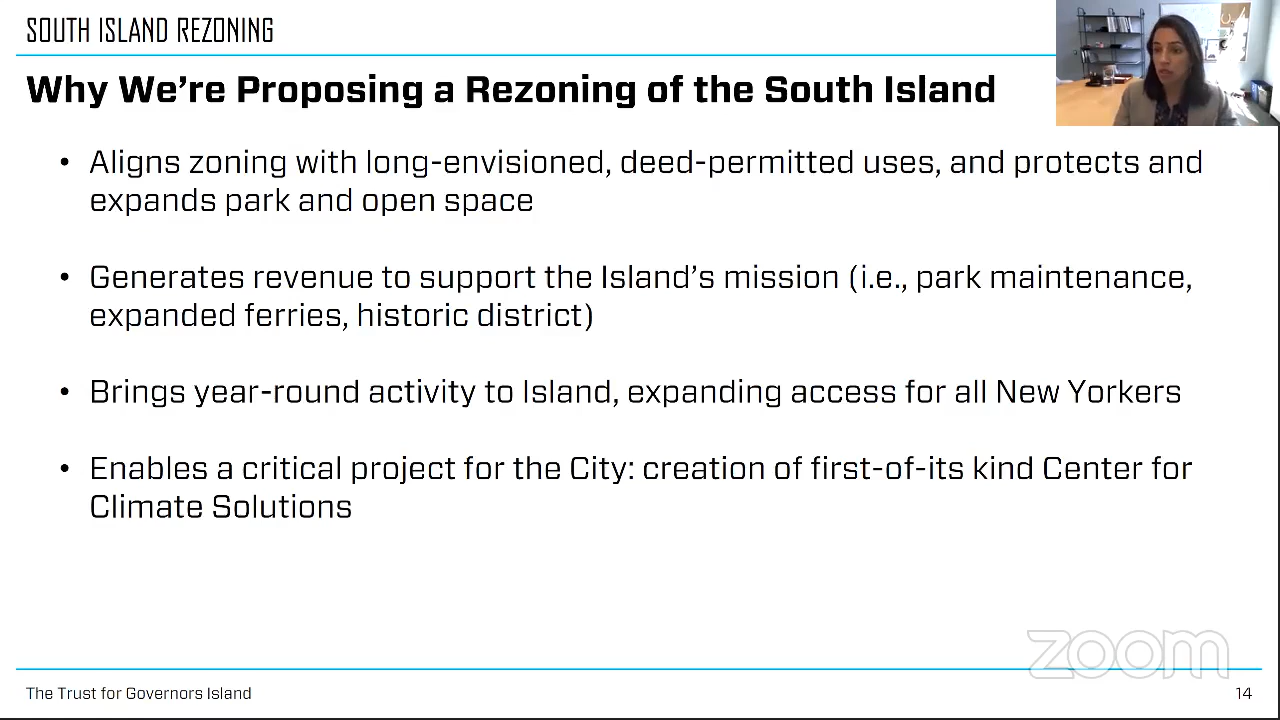 SOUTH ISLAND REZONING
Why We're Proposing a Rezoning of the South Island
• Aligns zoning with long-envisioned, deed-permitted uses, and protects and
expands park and open space
• Generates revenue to support the Island's mission (i.e., park maintenance,
expanded ferries, historic district)
• Brings year-round activity to Island, expanding access for all New Yorkers
• Enables a critical project for the City: creation of first-of-its kind Center for
Climate Solutions
zoom
The Trust for Governors Island
14